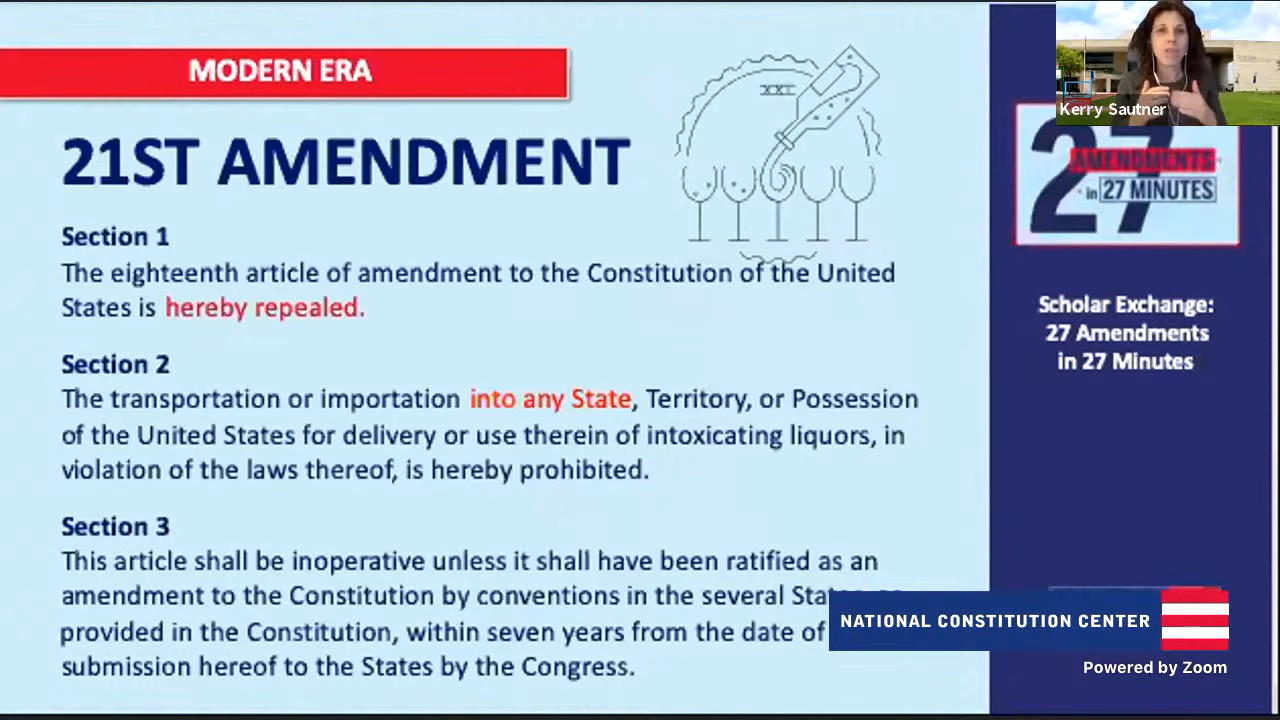 MODERN ERA
21ST AMENDMENT
XXI
Section 1
The eighteenth article of amendment to the Constitution of the United
States is hereby repealed.
Section 2
The transportation or importation into any State, Territory, or Possession
of the United States for delivery or use therein of intoxicating liquors, in
violation of the laws thereof, is hereby prohibited.
Section 3
This article shall be inoperative unless it shall have been ratified as an
amendment to the Constitution by conventions in the several
provided in the Constitution, within seven years from the date of
submission hereof to the States by the Congress.
Kerry Sautner
27
AMENDMENTS
in 27 MINUTES
Scholar Exchange:
27 Amendments
in 27 Minutes
NATIONAL CONSTITUTION CENTER
Powered by Zoom